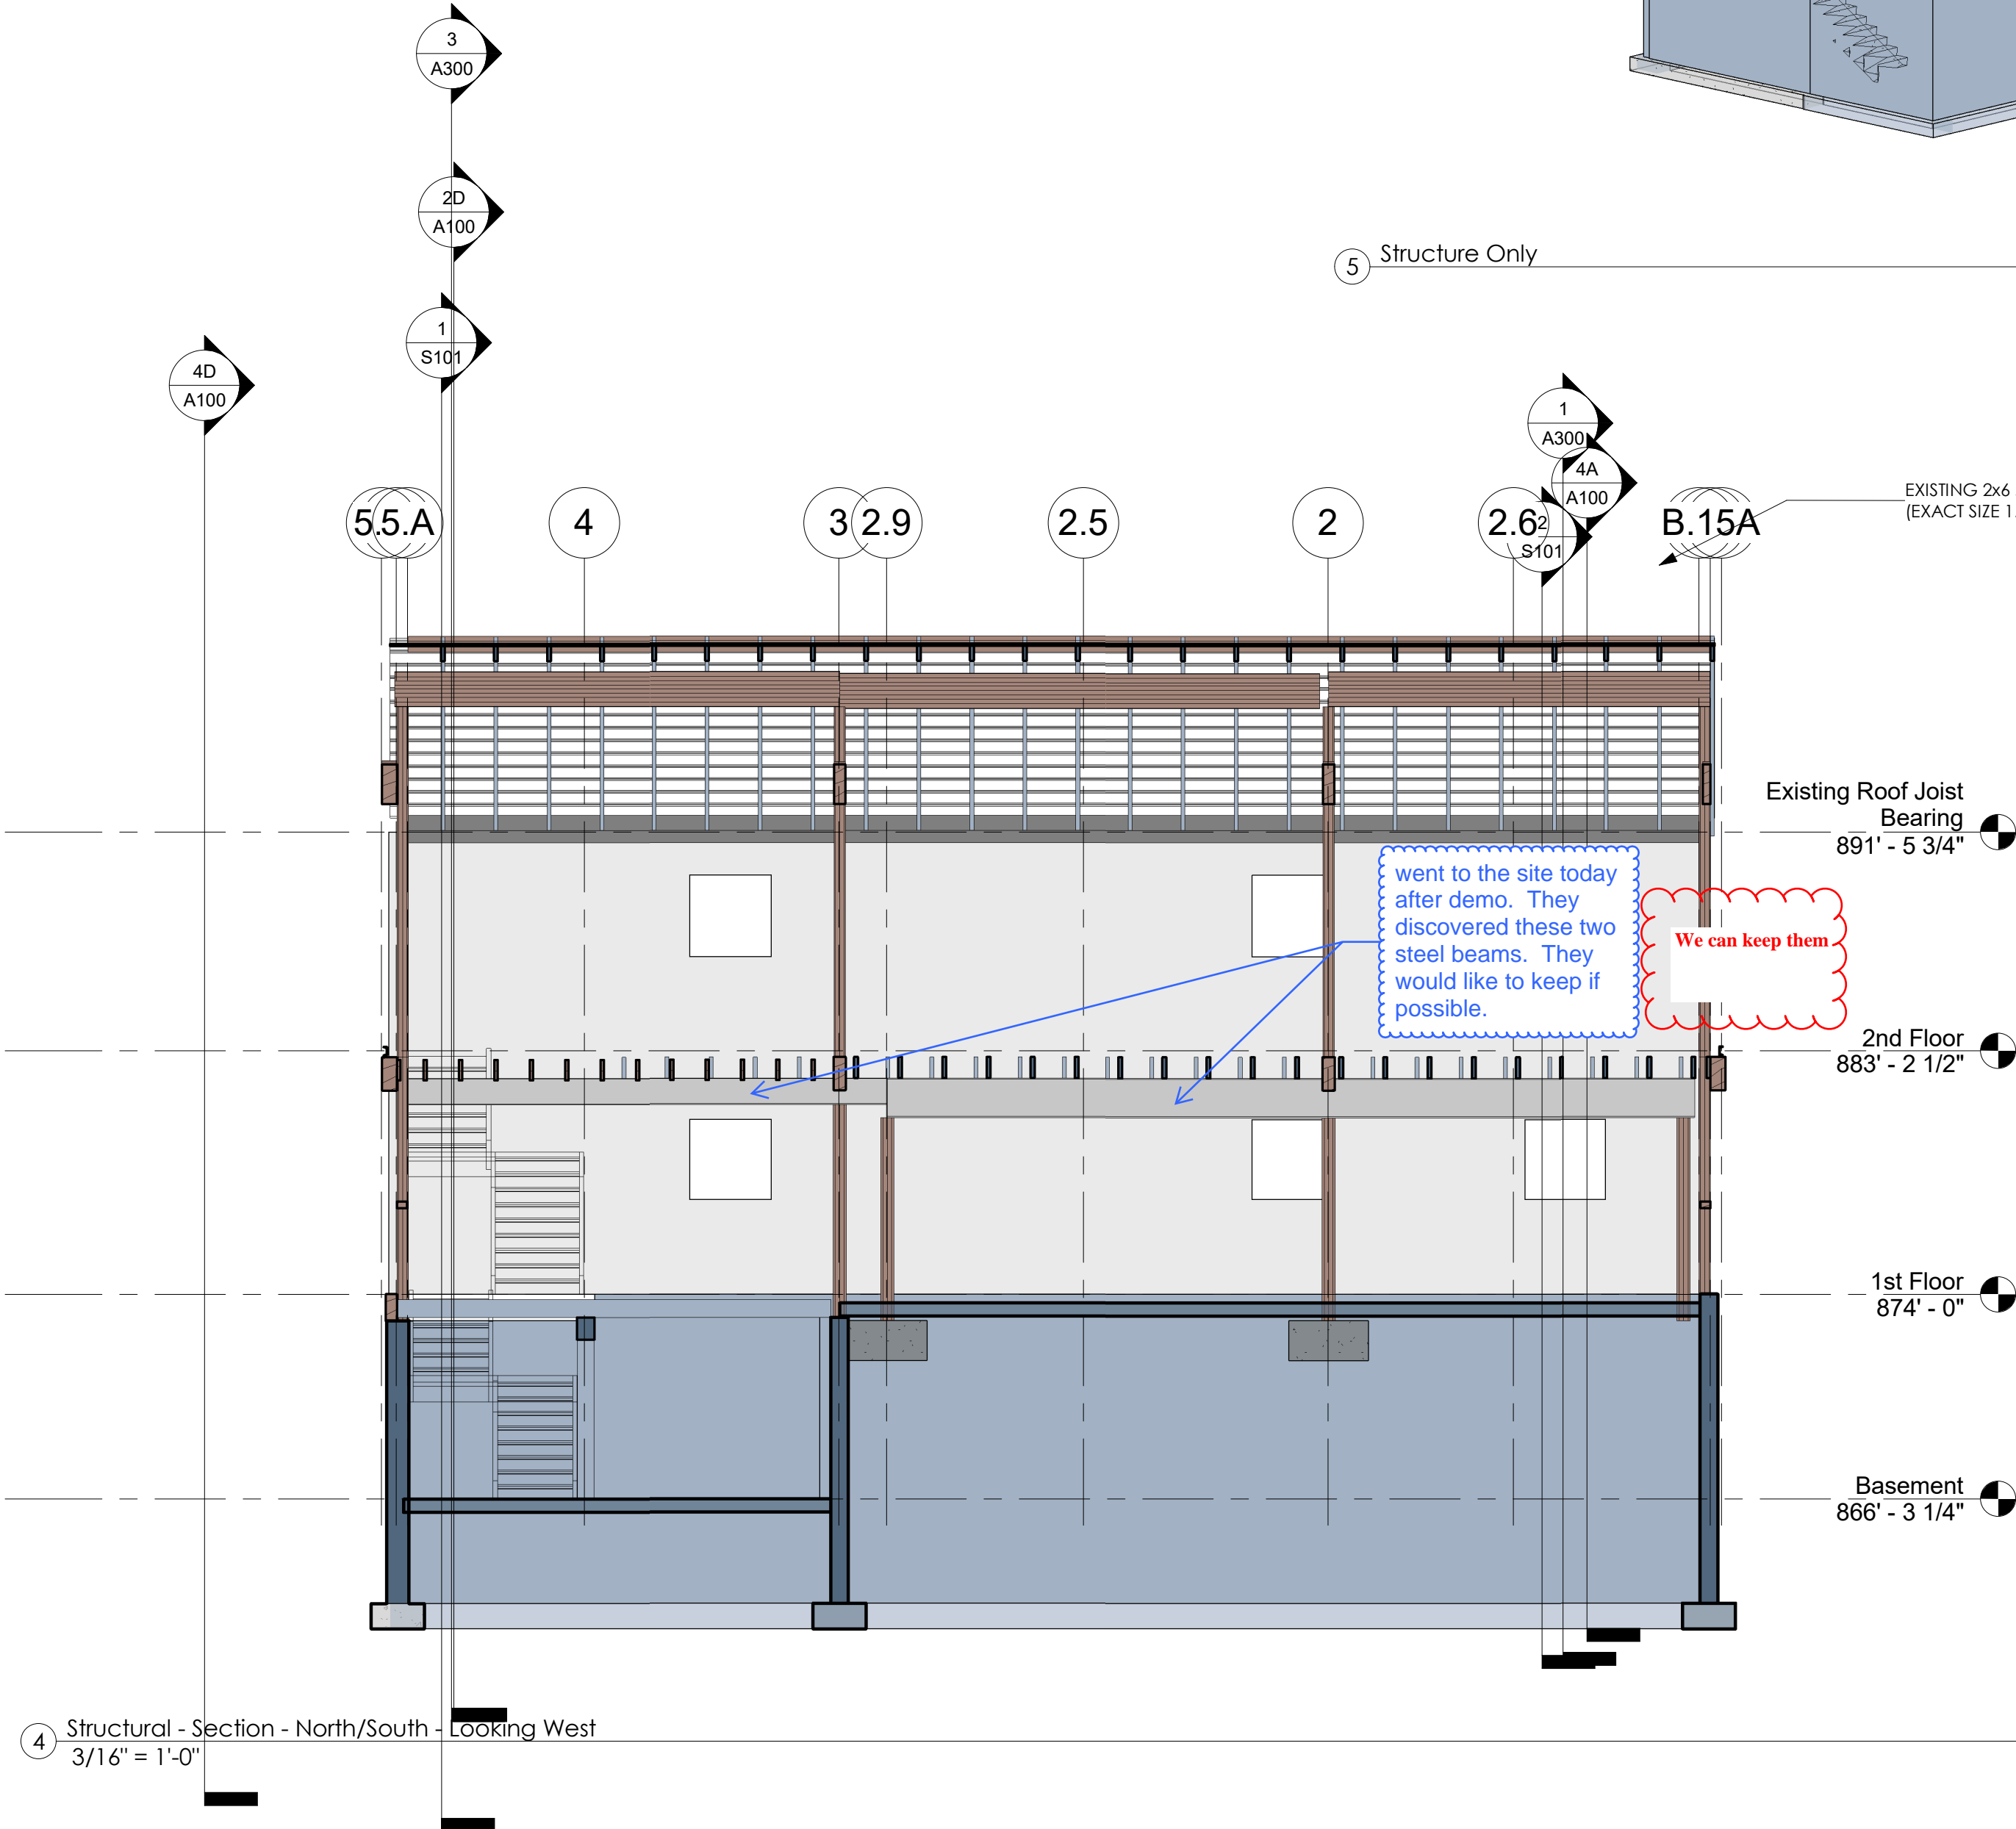 3
A300
2D
A100
5 Structure Only
1
S101
4D
A100
1
A300
4A
A100
2
S101
EXISTING 2x6
(EXACT SIZE 1
5.5.A
4
3
2.9
2.5
2
2.6
B.15A
Existing Roof Joist
Bearing
891' - 5 3/4"
went to the site today
after demo. They
discovered these two
steel beams. They
would like to keep if
possible.
We can keep them
2nd Floor
883' - 2 1/2"
1st Floor
874' - 0"
Basement
866' - 3 1/4"
4 Structural - Section - North/South - Looking West
3/16" = 1'-0"